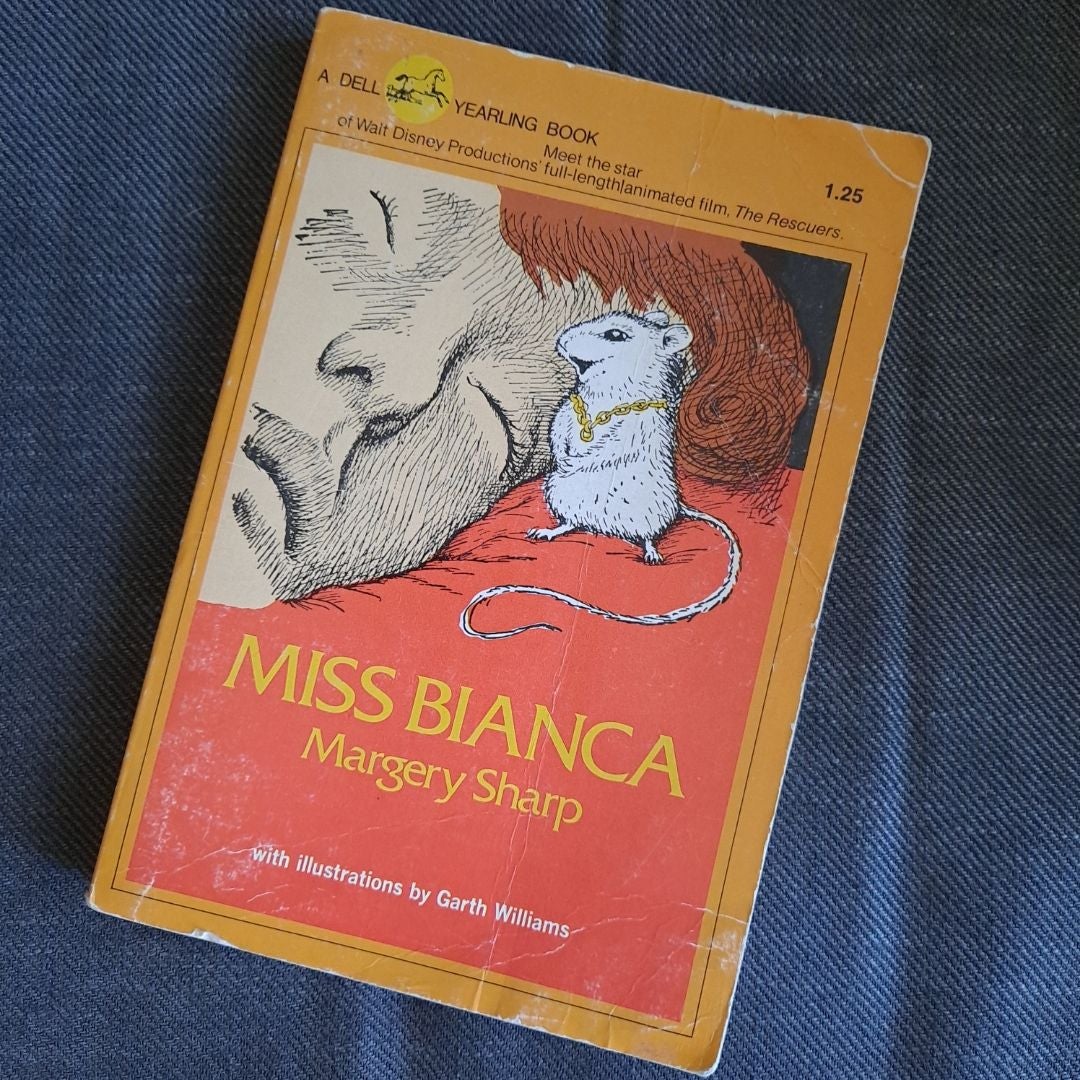 A DELL YEARLING BOOK
1.25
Meet the star
of Walt Disney Productions' full-length animated film, The Rescuers.
MISS BIANCA
Margery Sharp
with illustrations by Garth Williams